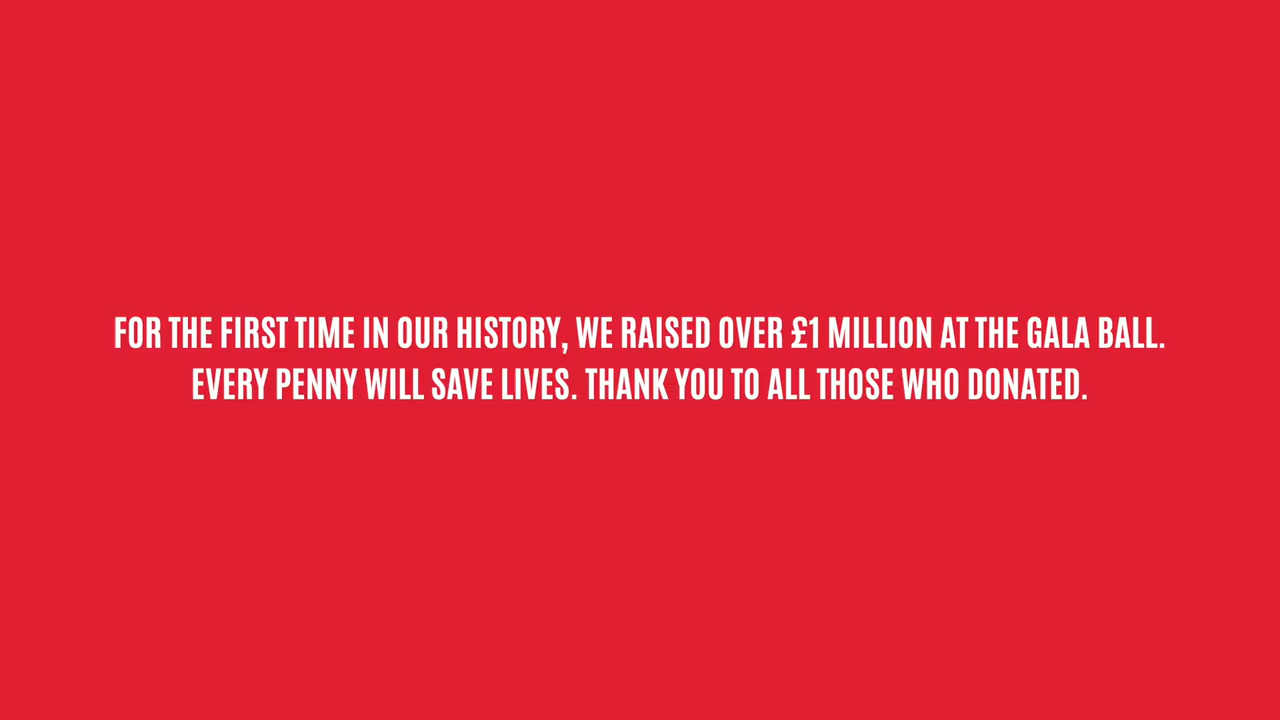 FOR THE FIRST TIME IN OUR HISTORY, WE RAISED OVER £1 MILLION AT THE GALA BALL.
EVERY PENNY WILL SAVE LIVES. THANK YOU TO ALL THOSE WHO DONATED.